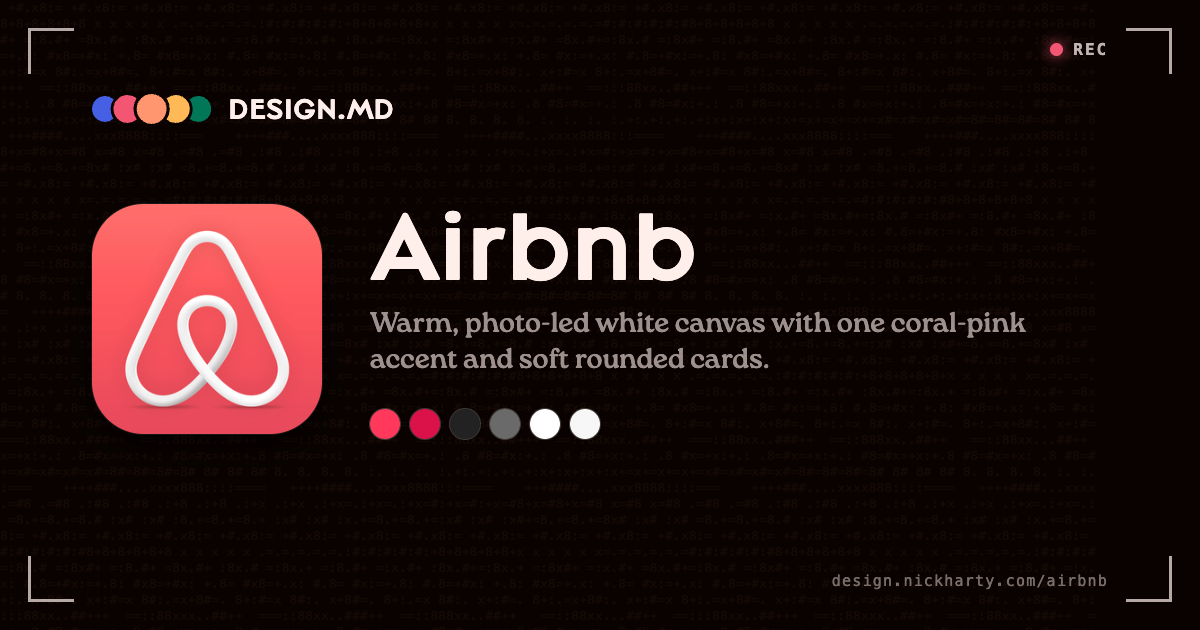 REC
DESIGN.MD
Airbnb
Warm, photo-led white canvas with one coral-pink
accent and soft rounded cards.
design.nickharty.com/airbnb